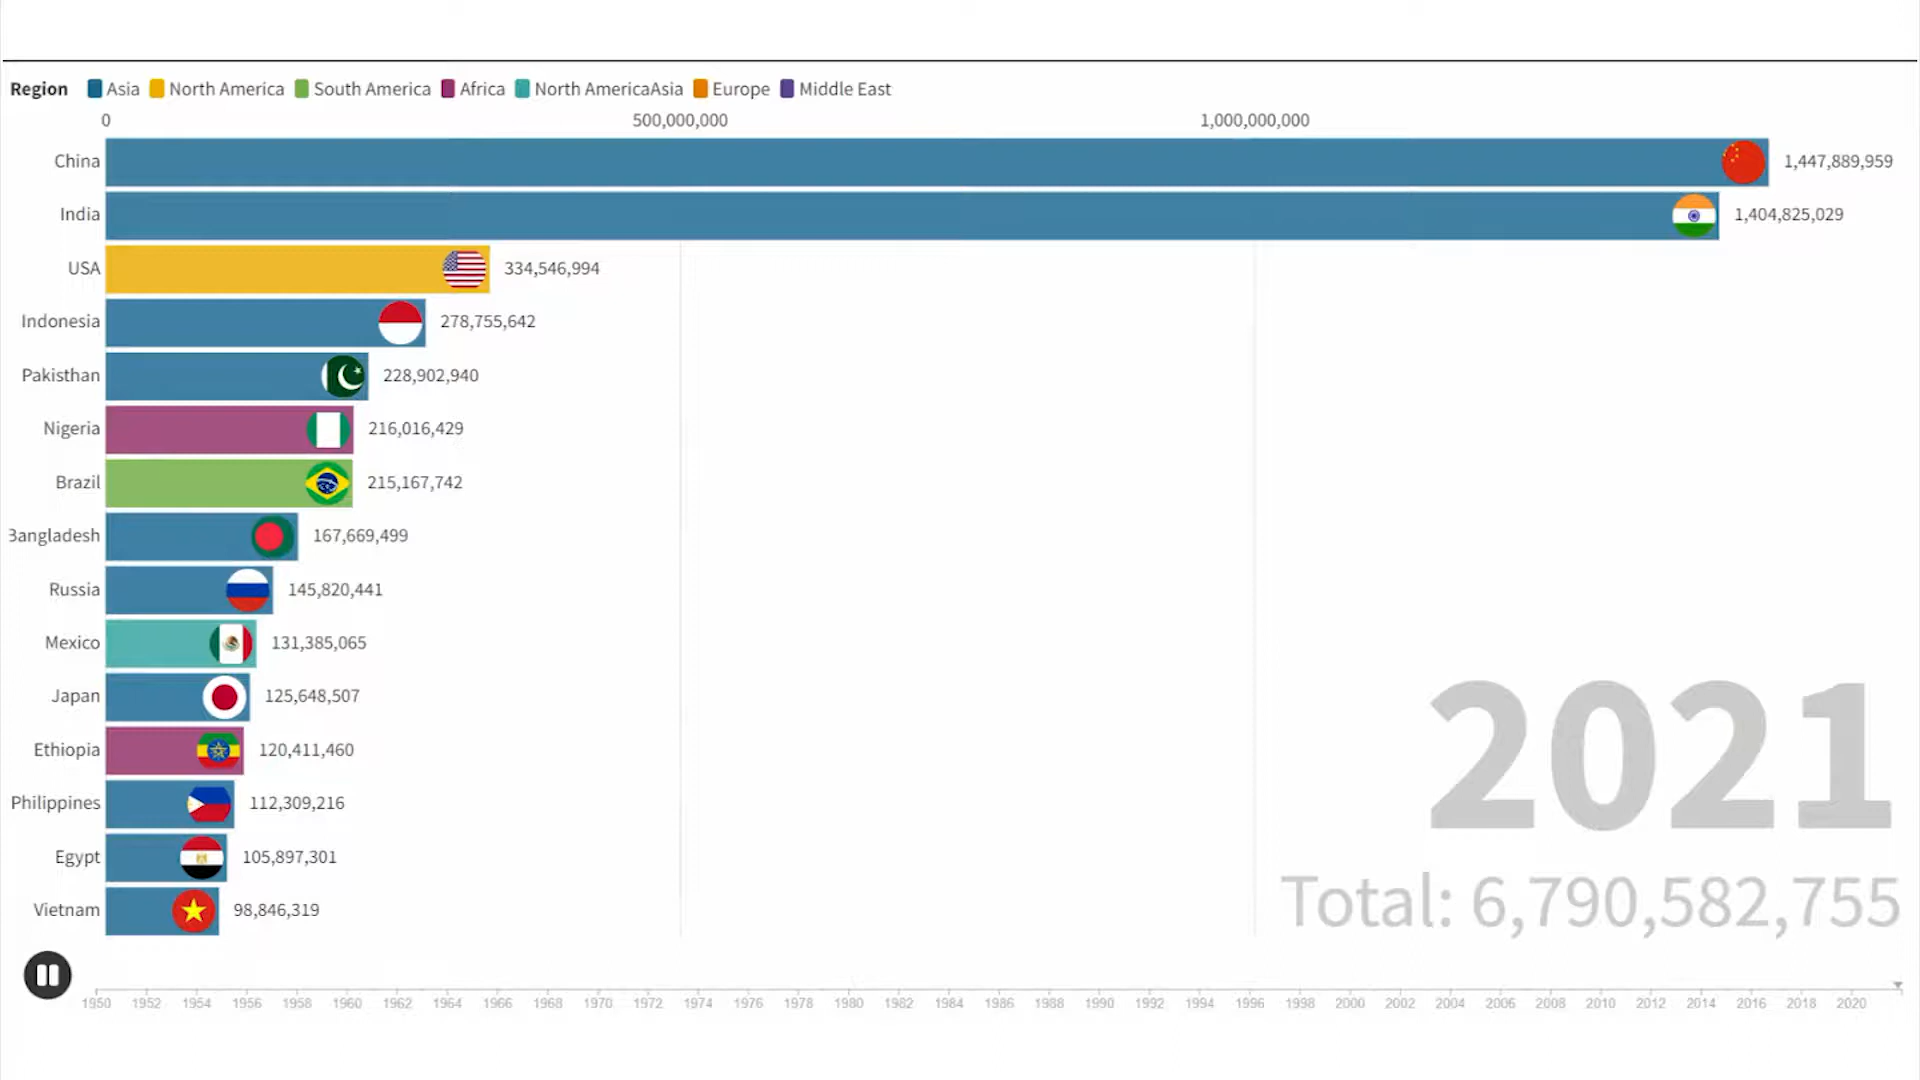 Region Asia North America South America Africa North AmericaAsia Europe Middle East
0 500,000,000 1,000,000,000
China 1,447,889,959
India 1,404,825,029
USA 334,546,994
Indonesia 278,755,642
Pakisthan 228,902,940
Nigeria 216,016,429
Brazil 215,167,742
Bangladesh 167,669,499
Russia 145,820,441
Mexico 131,385,065
Japan 125,648,507
Ethiopia 120,411,460
Philippines 112,309,216
Egypt 105,897,301
Vietnam 98,846,319
2021
Total: 6,790,582,755
1950 1952 1954 1956 1958 1960 1962 1964 1966 1968 1970 1972 1974 1976 1978 1980 1982 1984 1986 1988 1990 1992 1994 1996 1998 2000 2002 2004 2006 2008 2010 2012 2014 2016 2018 2020